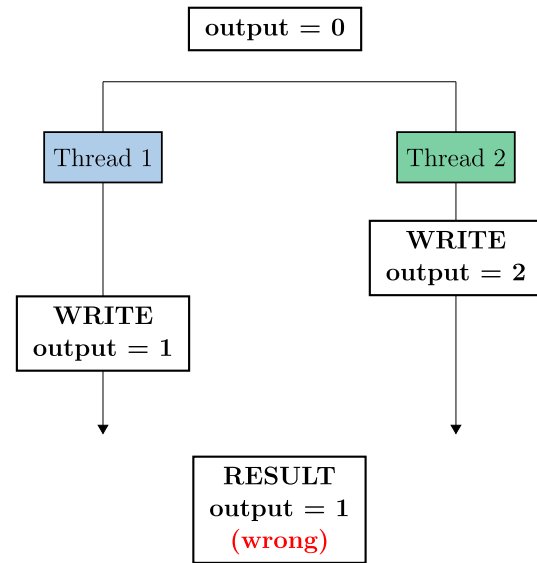 output = 0
Thread 1
Thread 2
WRITE
output = 2
WRITE
output = 1
RESULT
output = 1
(wrong)